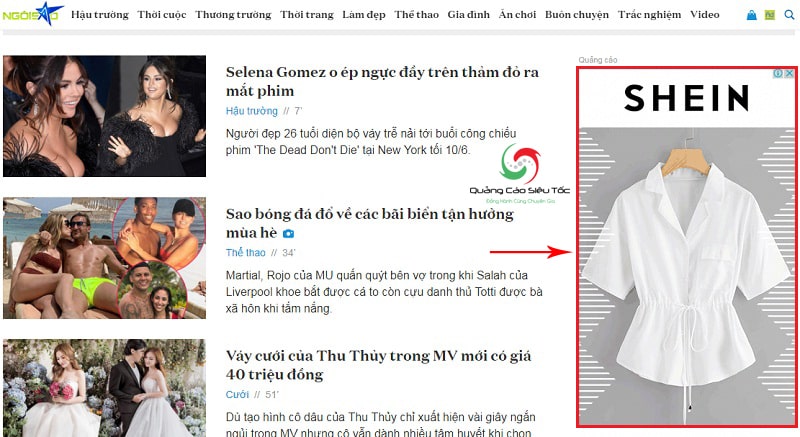 NGÔISAO
Hậu trường Thời cuộc Thương trường Thời trang Làm đẹp Thể thao Gia đình Ăn chơi Buôn chuyện Trắc nghiệm Video
Quảng cáo
SHEIN
Selena Gomez o ép ngực đầy trên thảm đỏ ra
mắt phim
Hậu trường // 7'
Người đẹp 26 tuổi diện bộ váy trễ nải tới buổi công chiếu
phim 'The Dead Don't Die' tại New York tối 10/6.
Quảng Cáo Siêu Tốc
Đồng Hành Cùng Chuyên Gia
Sao bóng đá đổ về các bãi biển tận hưởng
mùa hè
Thể thao // 34'
Martial, Rojo của MU quấn quýt bên vợ trong khi Salah của
Liverpool khoe bắt được cá to còn cựu danh thủ Totti được bà
xã hôn khi tắm nắng.
Váy cưới của Thu Thủy trong MV mới có giá
40 triệu đồng
Cưới // 51'
Dù tạo hình cô dâu của Thu Thủy chỉ xuất hiện vài giây ngắn
ngủi trong MV nhưng cô vẫn dành nhiều tâm huyết khi chọn